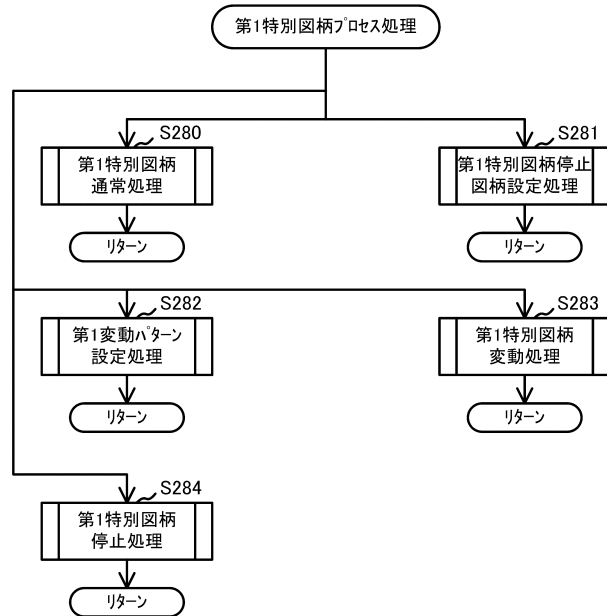 第1特別図柄プロセス処理
S280
第1特別図柄
通常処理
リターン
S281
第1特別図柄停止
図柄設定処理
リターン
S282
第1変動パターン
設定処理
リターン
S283
第1特別図柄
変動処理
リターン
S284
第1特別図柄
停止処理
リターン